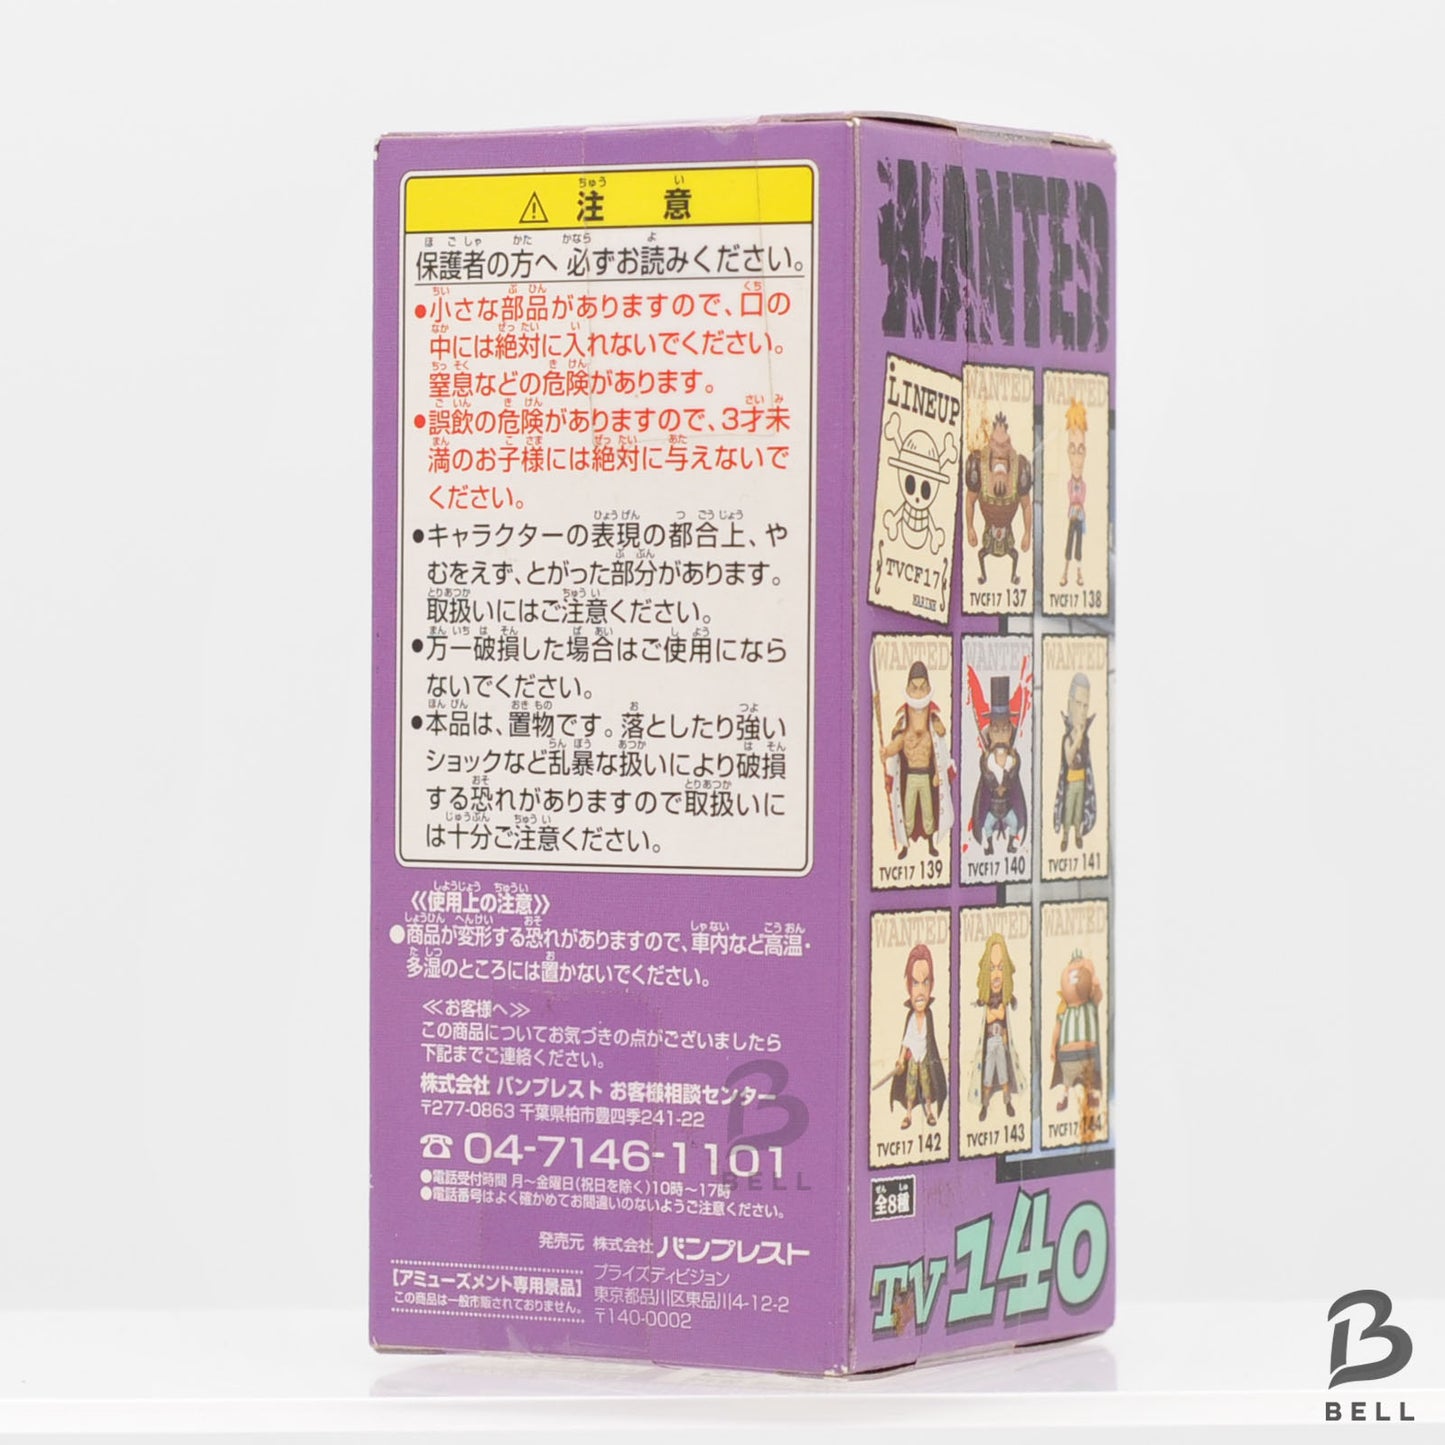 ⚠ 注 意
保護者の方へ 必ずお読みください。
●小さな部品がありますので、口の
中には絶対に入れないでください。
窒息などの危険があります。
●誤飲の危険がありますので、3才未
満のお子様には絶対に与えないで
ください。
●キャラクターの表現の都合上、や
むをえず、とがった部分があります。
取扱いにはご注意ください。
●万一破損した場合はご使用になら
ないでください。
●本品は、置物です。落としたり強い
ショックなど乱暴な扱いにより破損
する恐れがありますので取扱いに
は十分ご注意ください。
《使用上の注意》
●商品が変形する恐れがありますので、車内など高温・
多湿のところには置かないでください。
≪お客様へ≫
この商品についてお気づきの点がございましたら
下記までご連絡ください。
株式会社 バンプレスト お客様相談センター
〒277-0863 千葉県柏市豊四季241-22
☎ 04-7146-1101
●電話受付時間 月〜金曜日(祝日を除く)10時〜17時
●電話番号はよく確かめてお間違いのないようご注意ください。
発売元 株式会社 バンプレスト
プライズディビジョン
東京都品川区東品川4-12-2
〒140-0002
【アミューズメント専用景品】
この商品は一般市販されておりません。
WANTED
LINEUP
TVCF17
MARINE
WANTED
TVCF17 137
WANTED
TVCF17 138
WANTED
TVCF17 139
WANTED
TVCF17 140
WANTED
TVCF17 141
WANTED
TVCF17 142
WANTED
TVCF17 143
WANTED
TVCF17 144
全8種
TV140
BELL
BELL